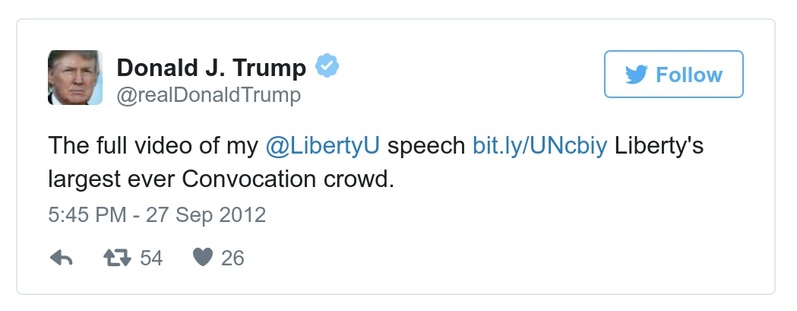 Donald J. Trump
@realDonaldTrump
Follow
The full video of my @LibertyU speech bit.ly/UNcbiy Liberty's
largest ever Convocation crowd.
5:45 PM - 27 Sep 2012
54 26